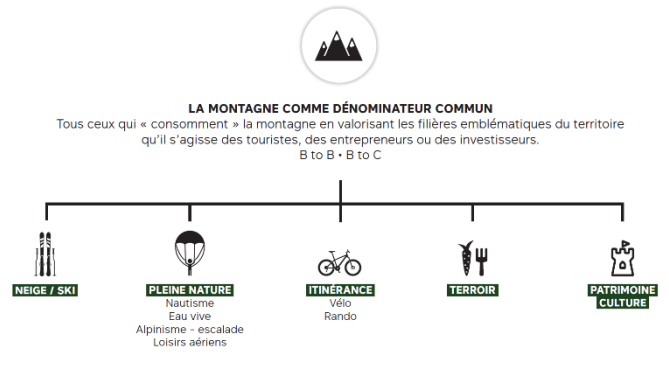 LA MONTAGNE COMME DÉNOMINATEUR COMMUN
Tous ceux qui « consomment » la montagne en valorisant les filières emblématiques du territoire
qu'il s'agisse des touristes, des entrepreneurs ou des investisseurs.
B to B • B to C
NEIGE / SKI
PLEINE NATURE
Nautisme
Eau vive
Alpinisme - escalade
Loisirs aériens
ITINÉRANCE
Vélo
Rando
TERROIR
PATRIMOINE
CULTURE